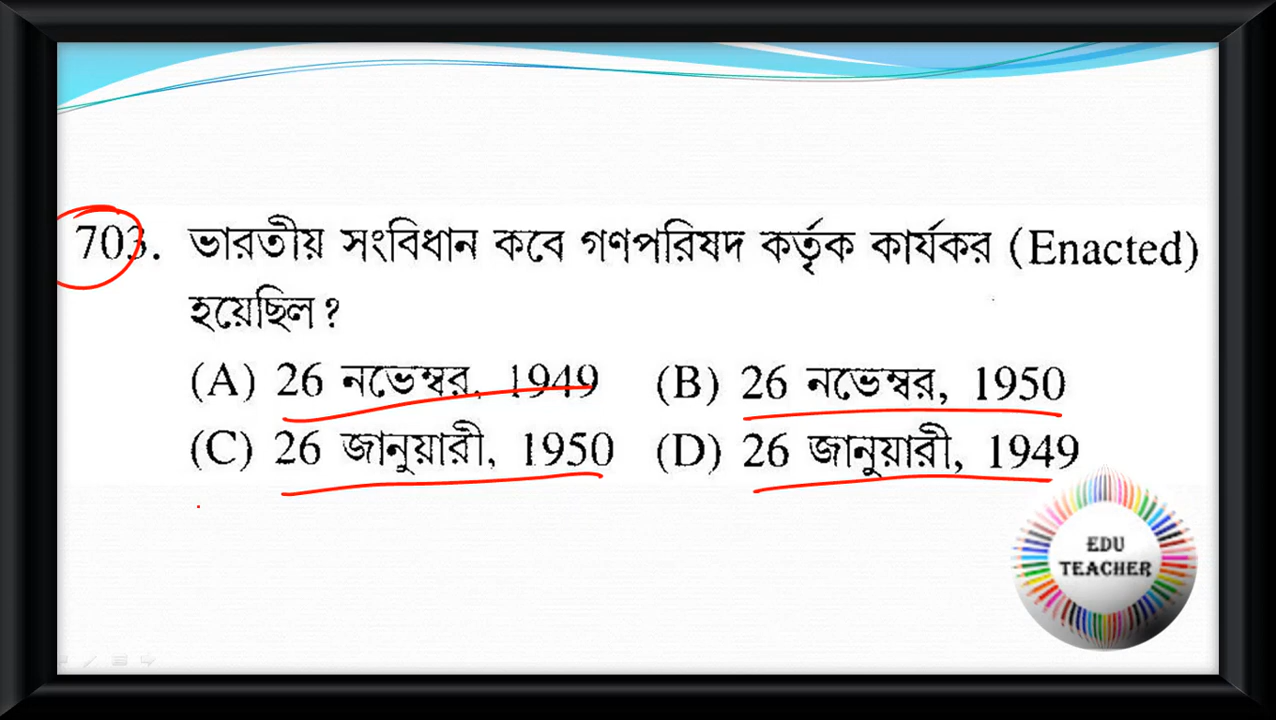 703. ভারতীয় সংবিধান কবে গণপরিষদ কর্তৃক কার্যকর (Enacted)
হয়েছিল?
(A) 26 নভেম্বর, 1949 (B) 26 নভেম্বর, 1950
(C) 26 জানুয়ারী, 1950 (D) 26 জানুয়ারী, 1949
EDU
TEACHER